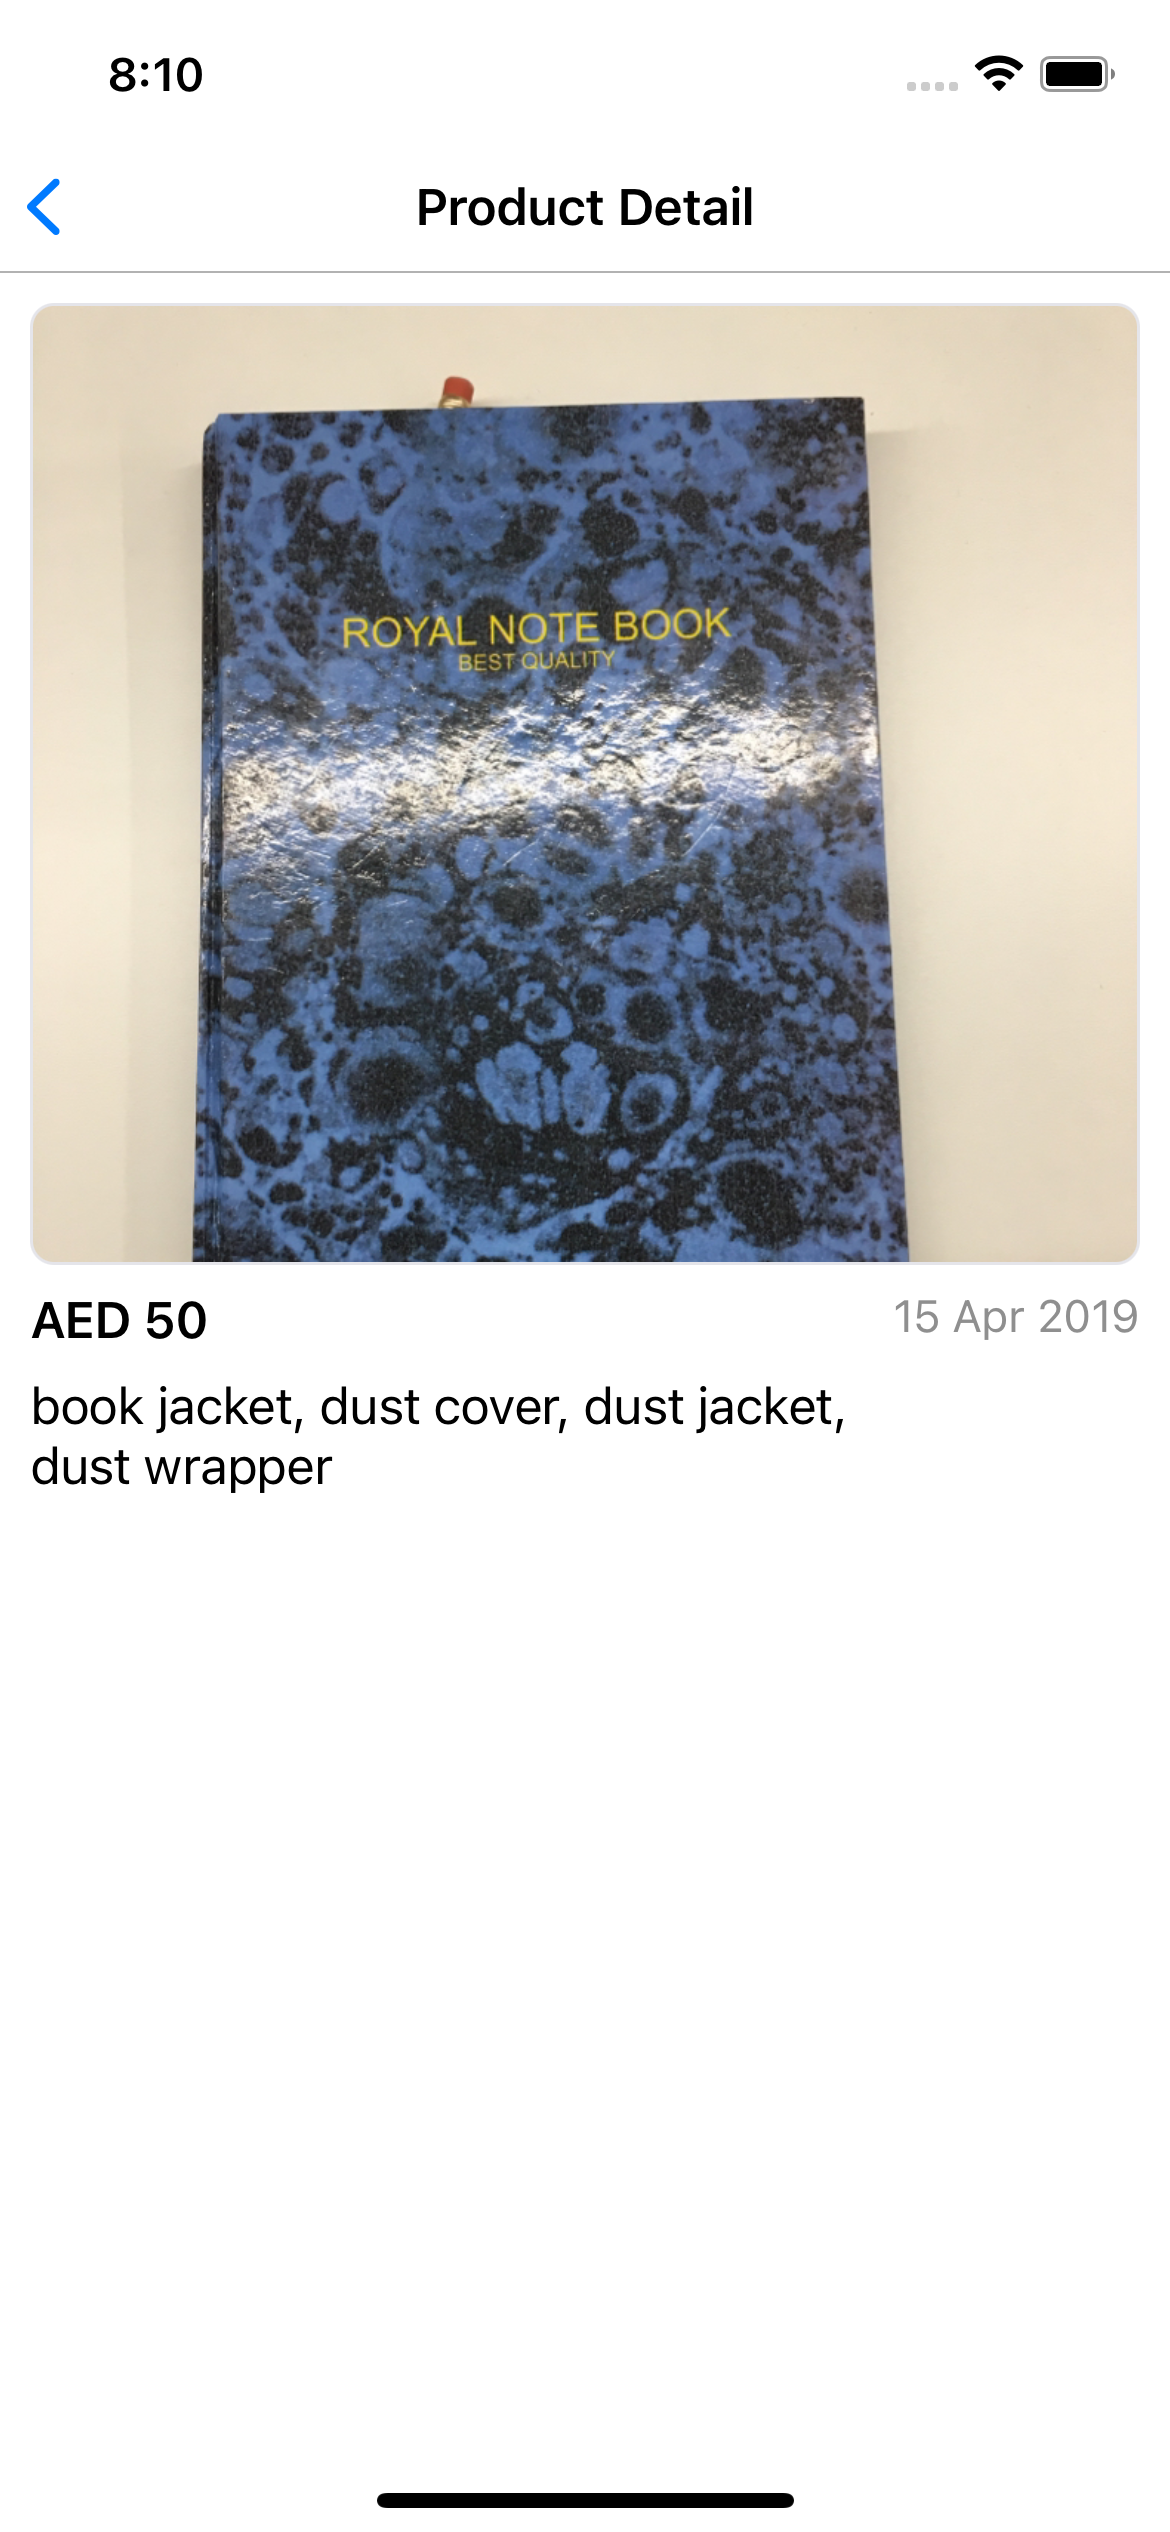 8:10
Product Detail
ROYAL NOTE BOOK
BEST QUALITY
AED 50
15 Apr 2019
book jacket, dust cover, dust jacket,
dust wrapper